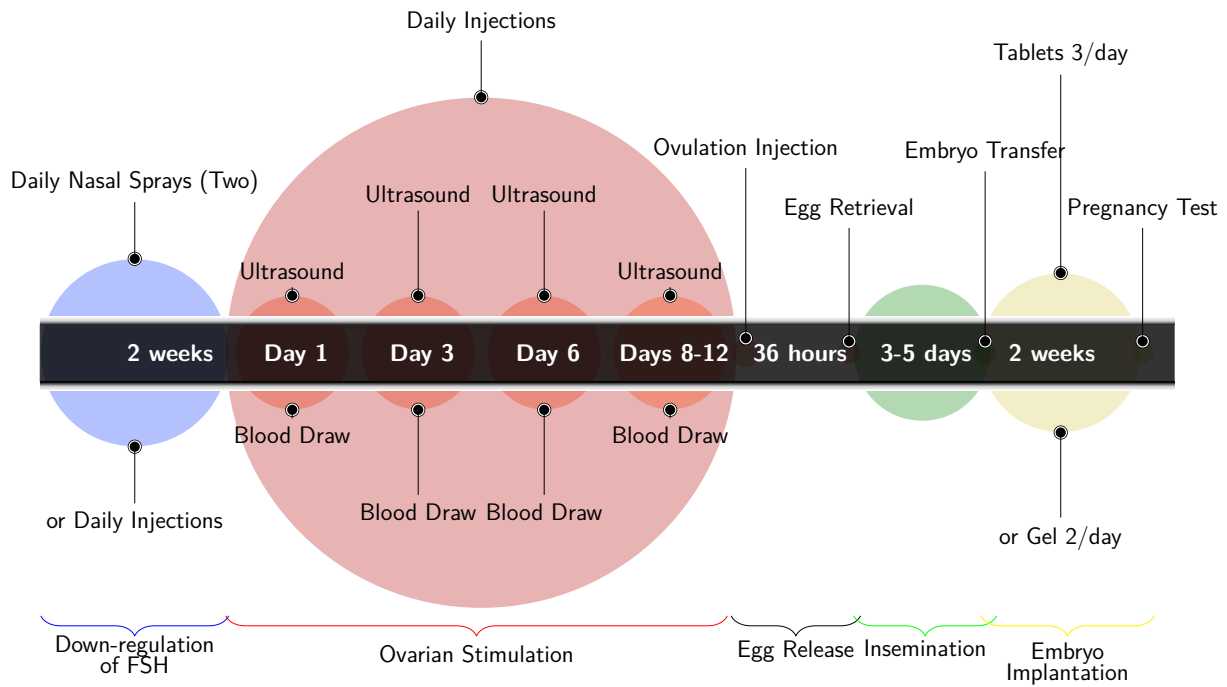 Daily Injections
Tablets 3/day
Ovulation Injection
Embryo Transfer
Daily Nasal Sprays (Two)
Ultrasound
Ultrasound
Egg Retrieval
Pregnancy Test
Ultrasound
Ultrasound
2 weeks
Day 1
Day 3
Day 6
Days 8-12
36 hours
3-5 days
2 weeks
Blood Draw
Blood Draw
Blood Draw
Blood Draw
or Daily Injections
or Gel 2/day
Down-regulation
of FSH
Ovarian Stimulation
Egg Release
Insemination
Embryo
Implantation